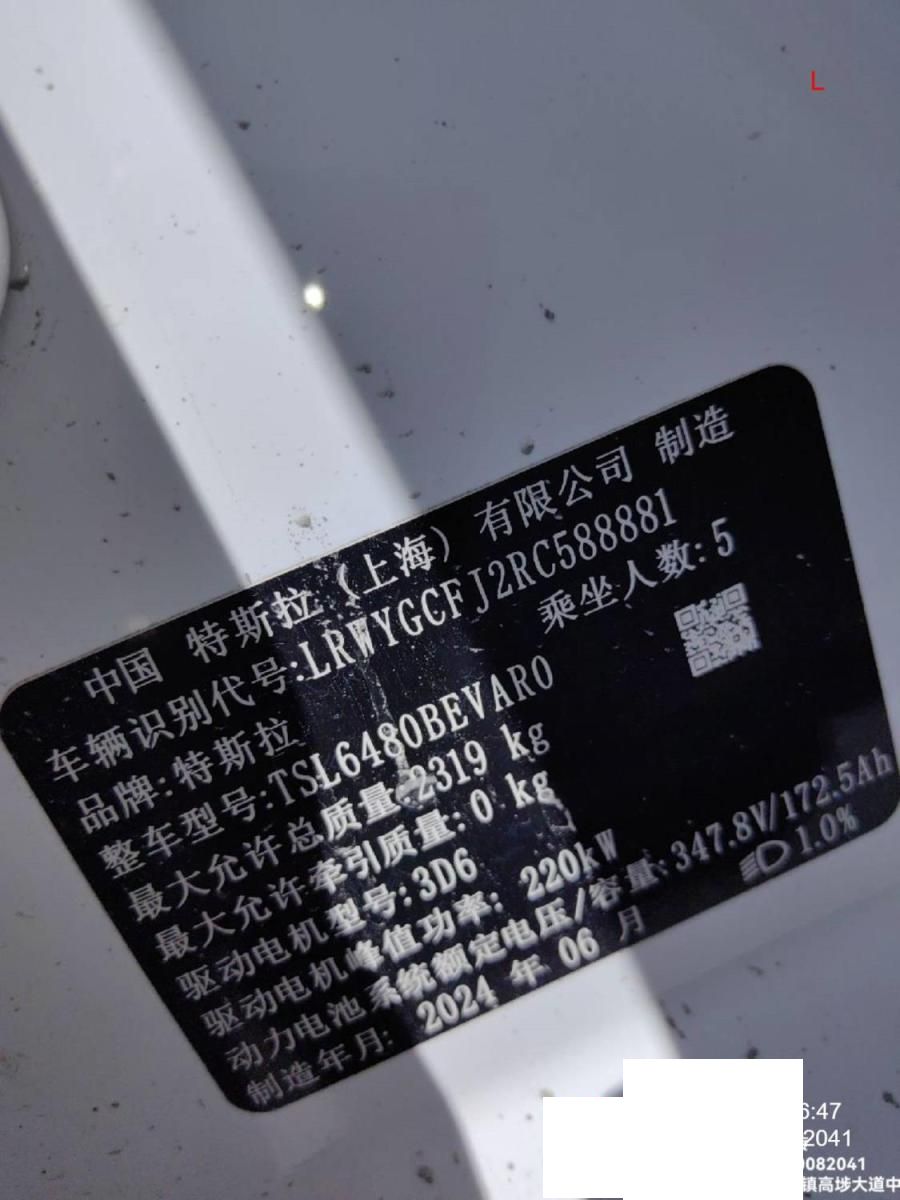 L
中国 特斯拉（上海）有限公司 制造
车辆识别代号:LRWYGCFJ2RC588881
品牌:特斯拉 乘坐人数:5
整车型号:TSL6480BEVAR0
最大允许总质量:2319 kg
最大允许牵引质量:0 kg
驱动电机型号:3D6
驱动电机峰值功率: 220kW
动力电池系统额定电压/容量:347.8V/172.5Ah
制造年月: 2024 年 06 月
1.0%
6:47
2041
0082041
镇高埗大道中